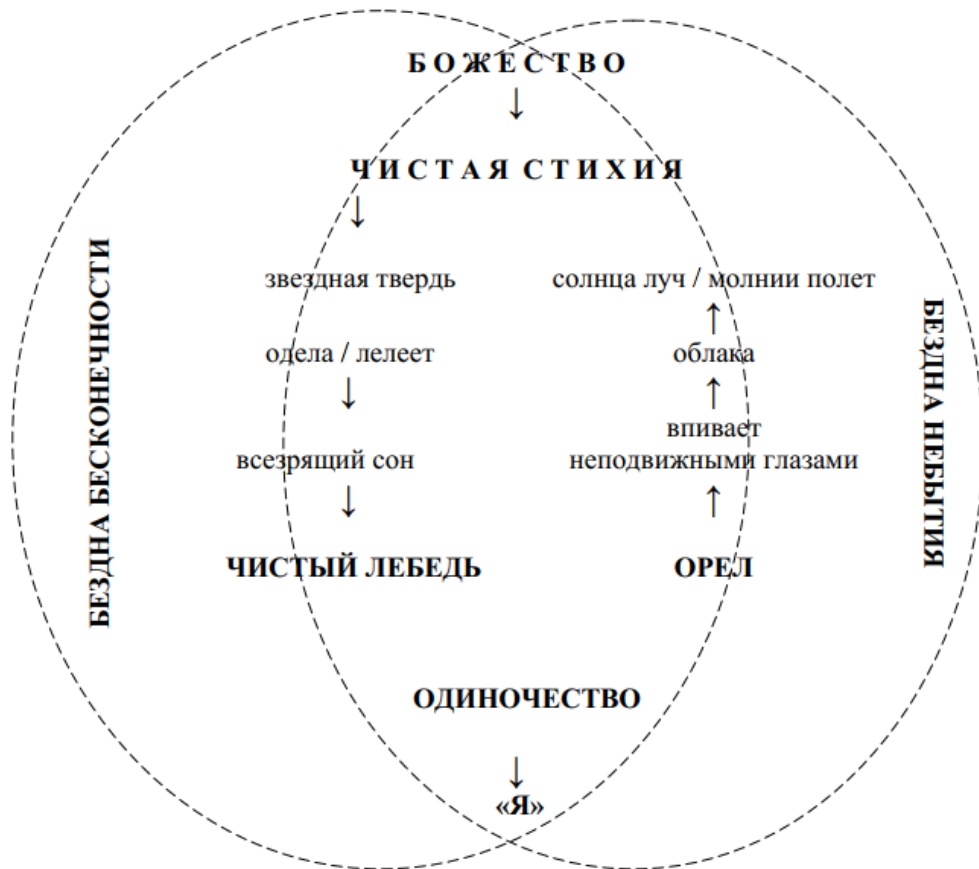 БОЖЕСТВО
↓
ЧИСТАЯ СТИХИЯ
↓
звездная твердь
солнца луч / молнии полет
↑
одела / лелеет
облака
↓
↑
впивает
всезрящий сон
неподвижными глазами
↓
↑
ЧИСТЫЙ ЛЕБЕДЬ
ОРЕЛ
БЕЗДНА БЕСКОНЕЧНОСТИ
БЕЗДНА НЕБЫТИЯ
ОДИНОЧЕСТВО
↓
«Я»